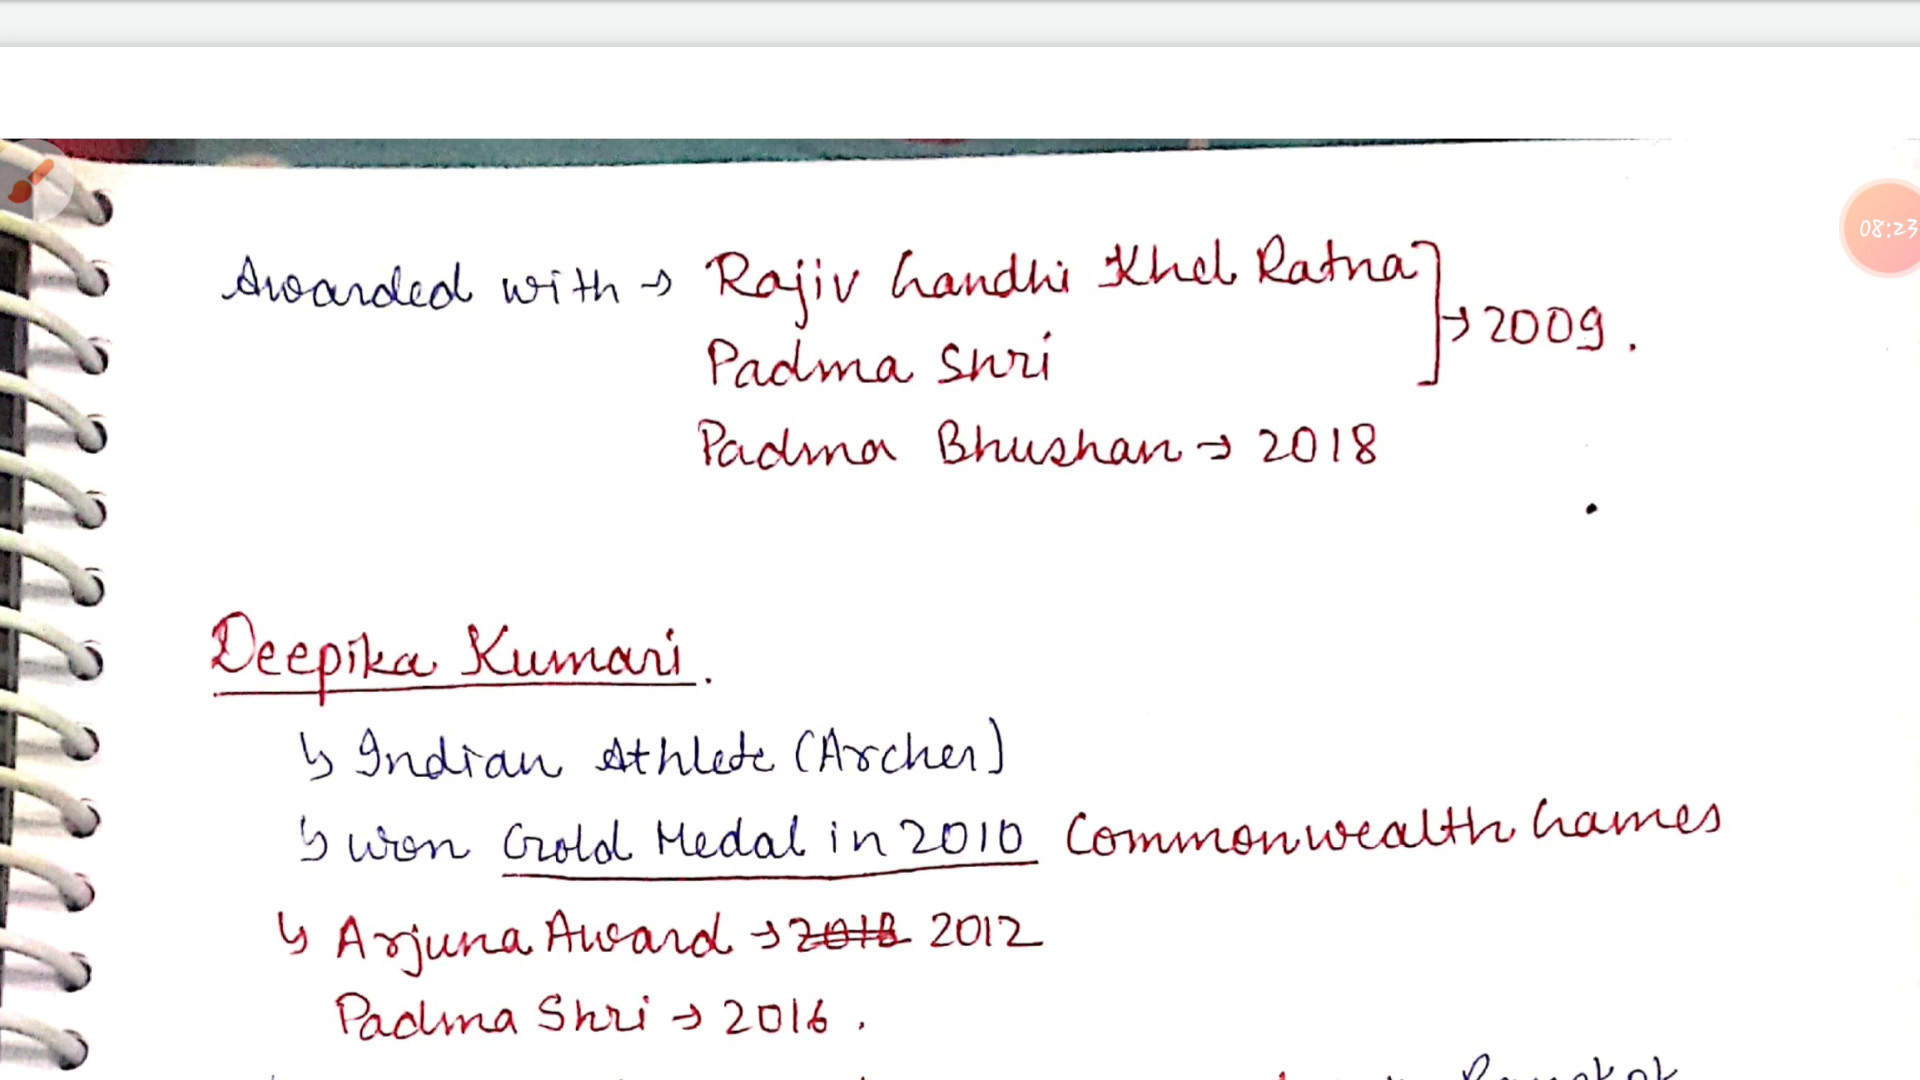 08:23
Awarded with → Rajiv Gandhi Khel Ratna
Padma Shri
→ 2009.
Padma Bhushan → 2018
Deepika Kumari.
↳ Indian Athlete (Archer)
↳ won Gold Medal in 2010 Commonwealth Games
↳ Arjuna Award → 2018 2012
Padma Shri → 2016.